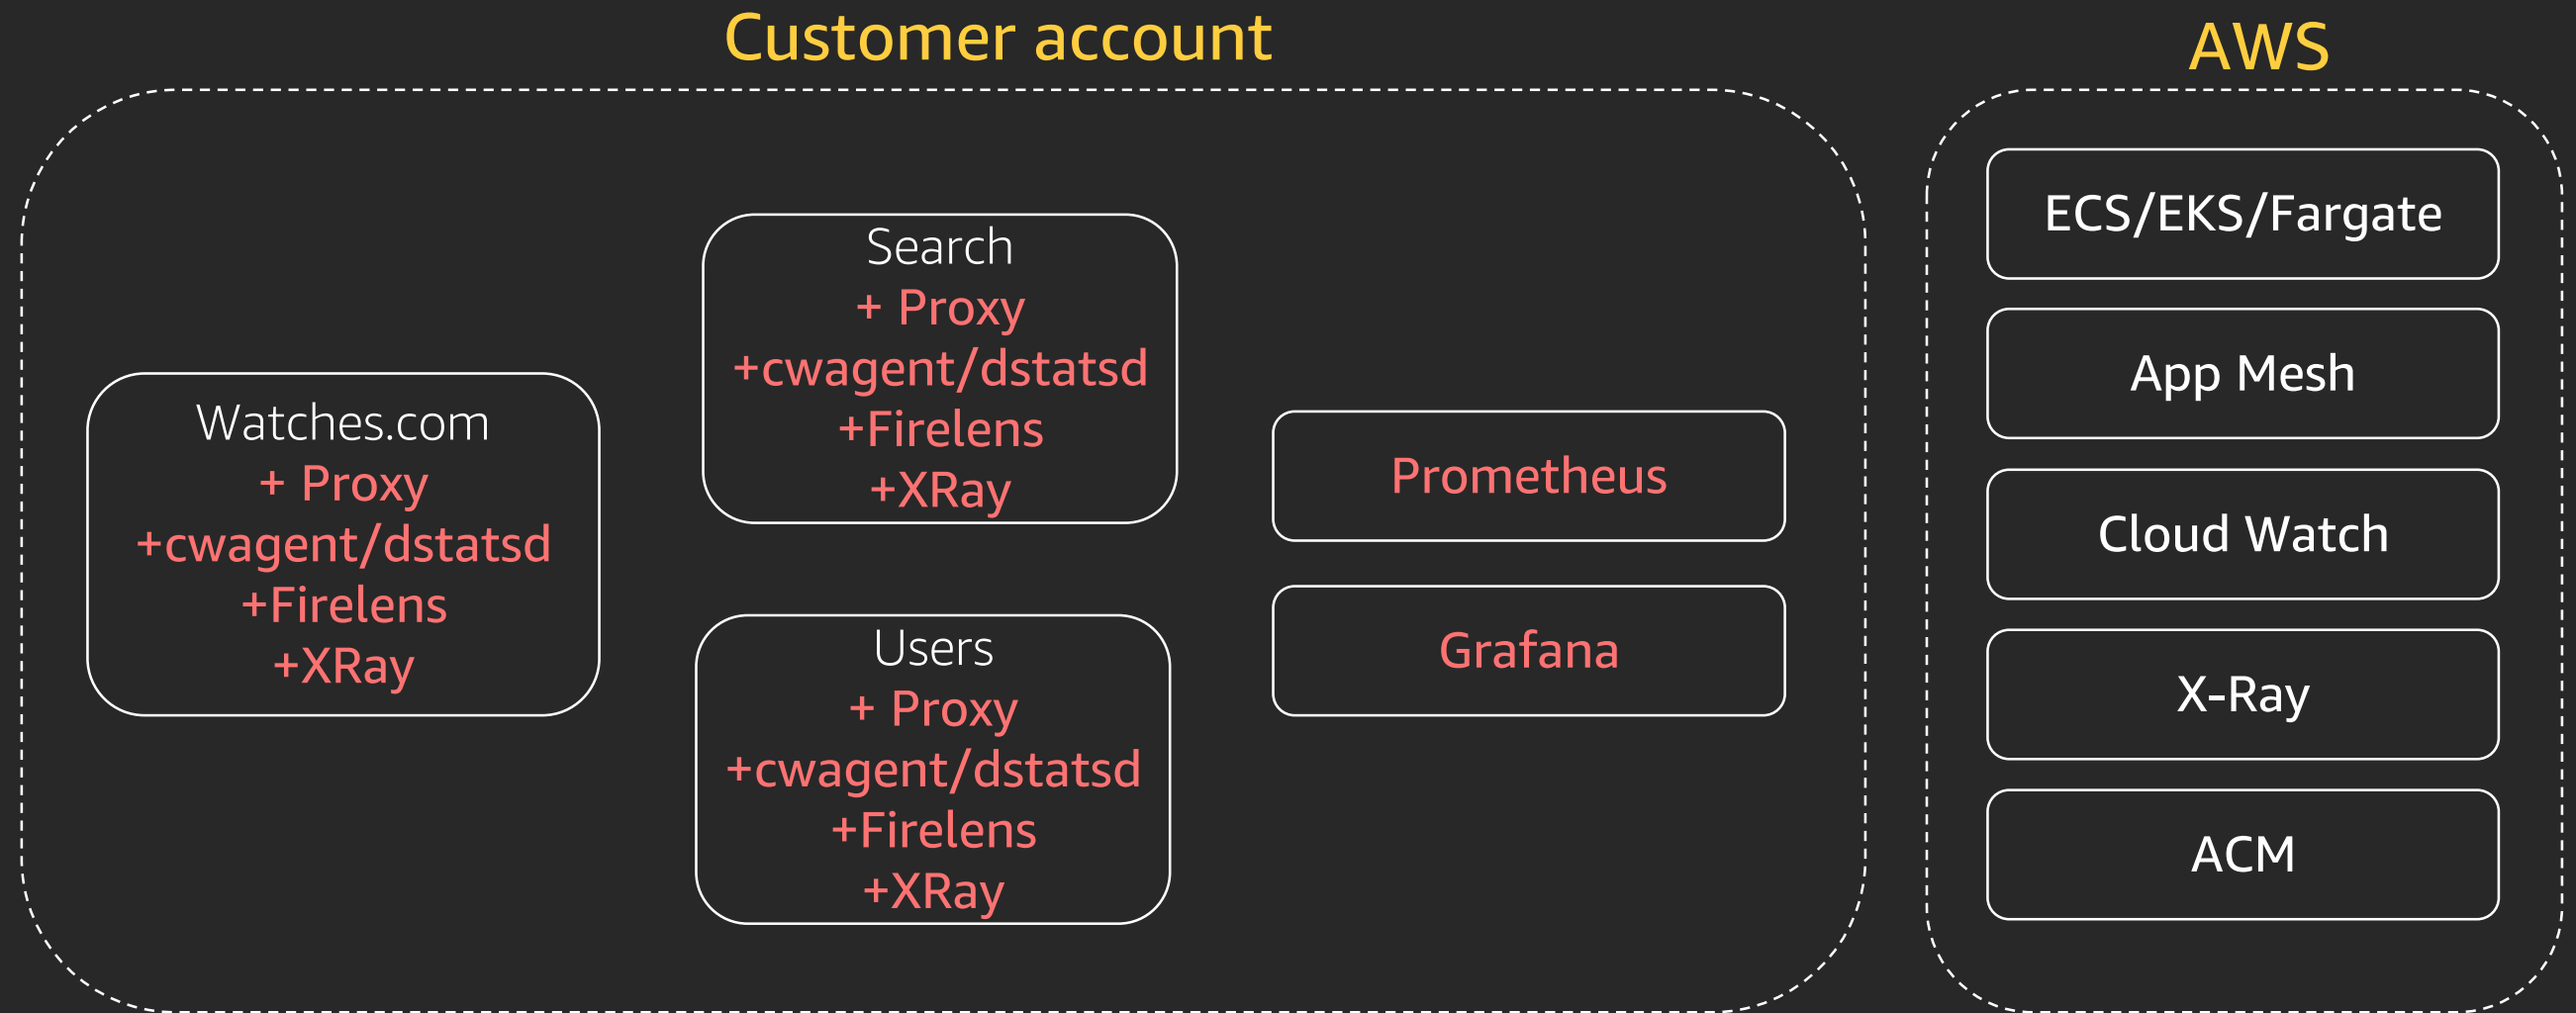 Customer account
Watches.com
+ Proxy
+cwagent/dstatsd
+Firelens
+XRay
Search
+ Proxy
+cwagent/dstatsd
+Firelens
+XRay
Users
+ Proxy
+cwagent/dstatsd
+Firelens
+XRay
Prometheus
Grafana
AWS
ECS/EKS/Fargate
App Mesh
Cloud Watch
X-Ray
ACM